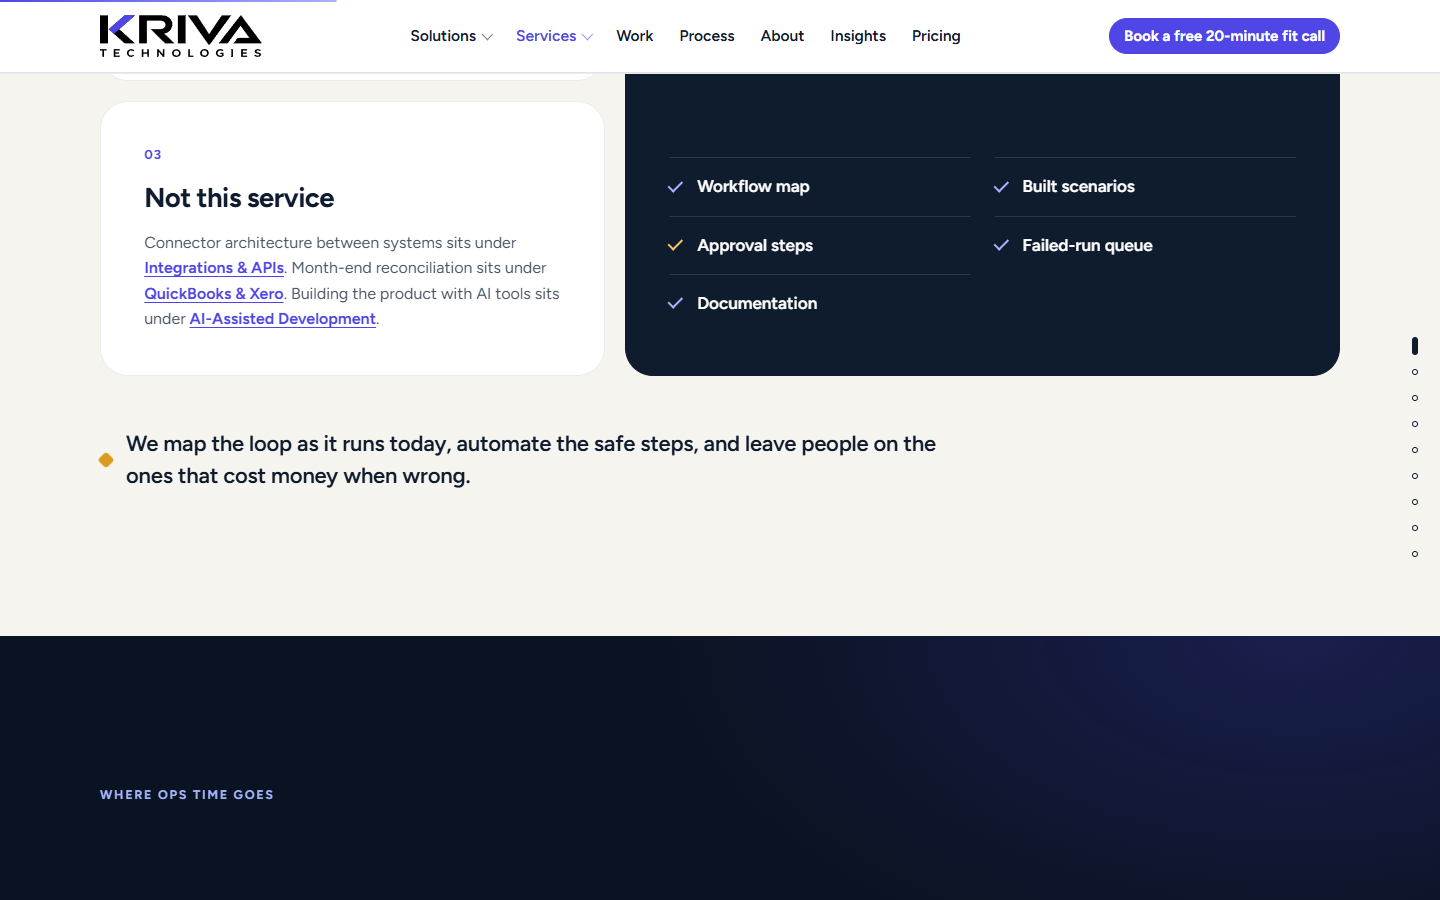 KRIVA
TECHNOLOGIES
Solutions
Services
Work
Process
About
Insights
Pricing
Book a free 20-minute fit call
03
Not this service
Connector architecture between systems sits under
Integrations & APIs. Month-end reconciliation sits under
QuickBooks & Xero. Building the product with AI tools sits
under AI-Assisted Development.
Workflow map
Built scenarios
Approval steps
Failed-run queue
Documentation
We map the loop as it runs today, automate the safe steps, and leave people on the
ones that cost money when wrong.
WHERE OPS TIME GOES